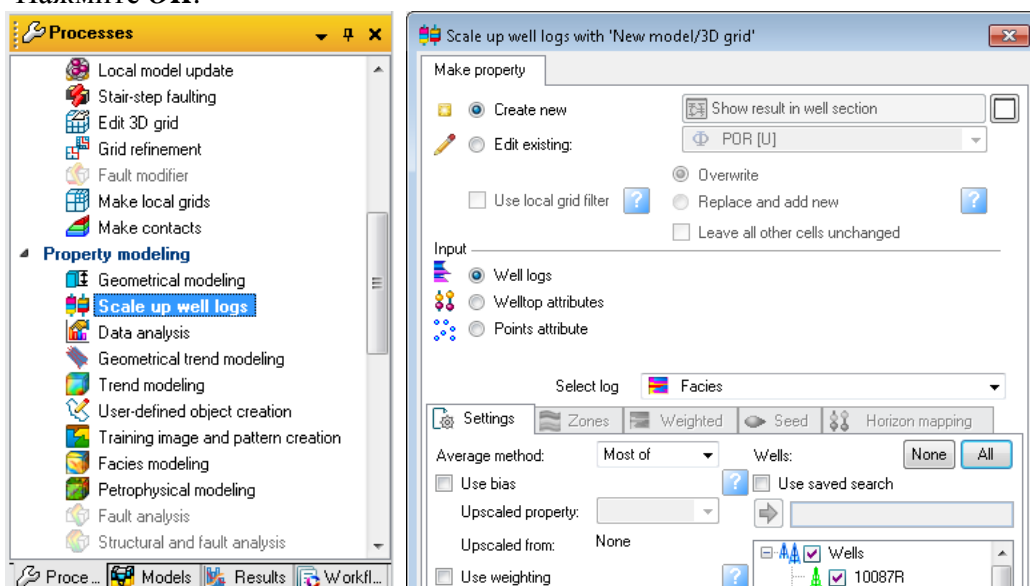 Нажмите ОК.
Processes
Local model update
Stair-step faulting
Edit 3D grid
Grid refinement
Fault modifier
Make local grids
Make contacts
Property modeling
Geometrical modeling
Scale up well logs
Data analysis
Geometrical trend modeling
Trend modeling
User-defined object creation
Training image and pattern creation
Facies modeling
Petrophysical modeling
Fault analysis
Structural and fault analysis
Proce... Models Results Workfl...
Scale up well logs with 'New model/3D grid'
Make property
Create new Show result in well section
Edit existing: POR [U]
Overwrite
Use local grid filter ? Replace and add new ?
Leave all other cells unchanged
Input
Well logs
Welltop attributes
Points attribute
Select log Facies
Settings Zones Weighted Seed Horizon mapping
Average method: Most of Wells: None All
Use bias ? Use saved search
Upscaled property:
Upscaled from: None
Wells
Use weighting ? 10087R